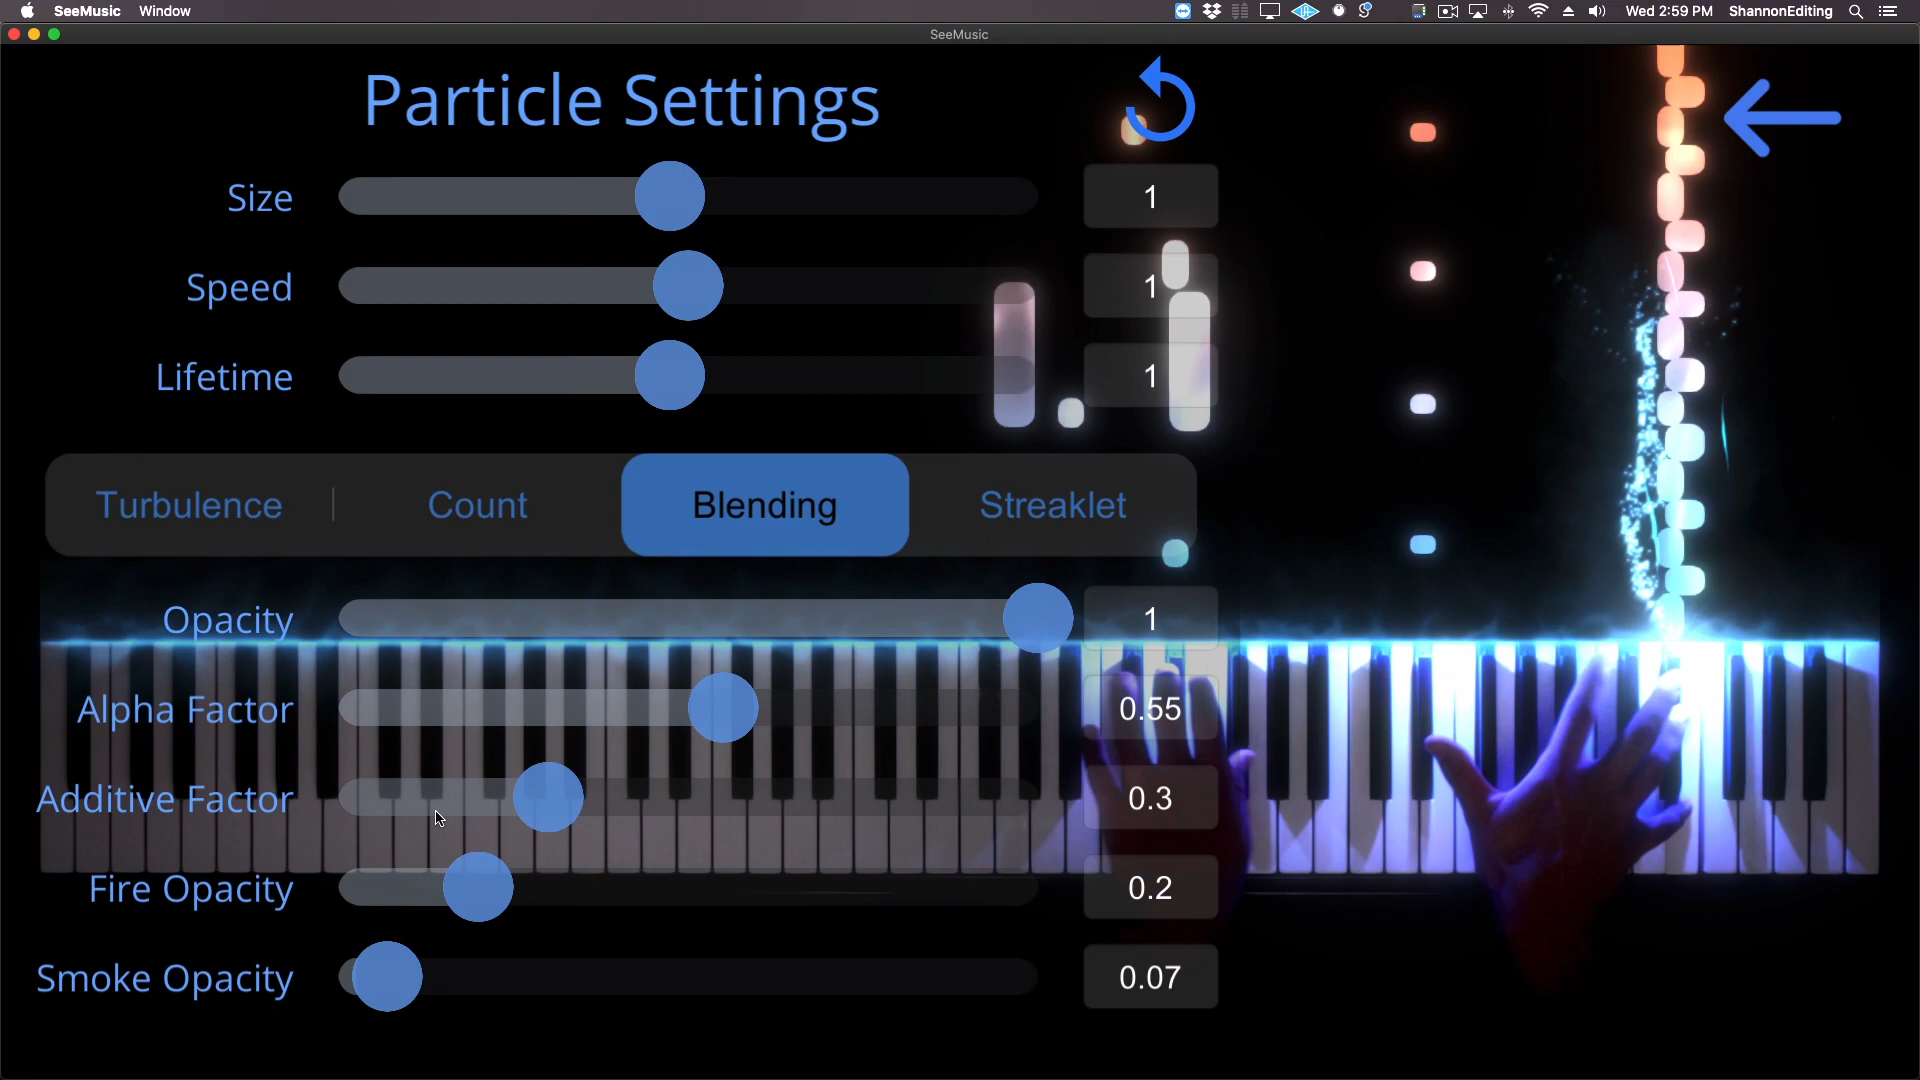 SeeMusic Window Wed 2:59 PM ShannonEditing
SeeMusic
Particle Settings
Size 1
Speed 1
Lifetime 1
Turbulence Count Blending Streaklet
Opacity 1
Alpha Factor 0.55
Additive Factor 0.3
Fire Opacity 0.2
Smoke Opacity 0.07